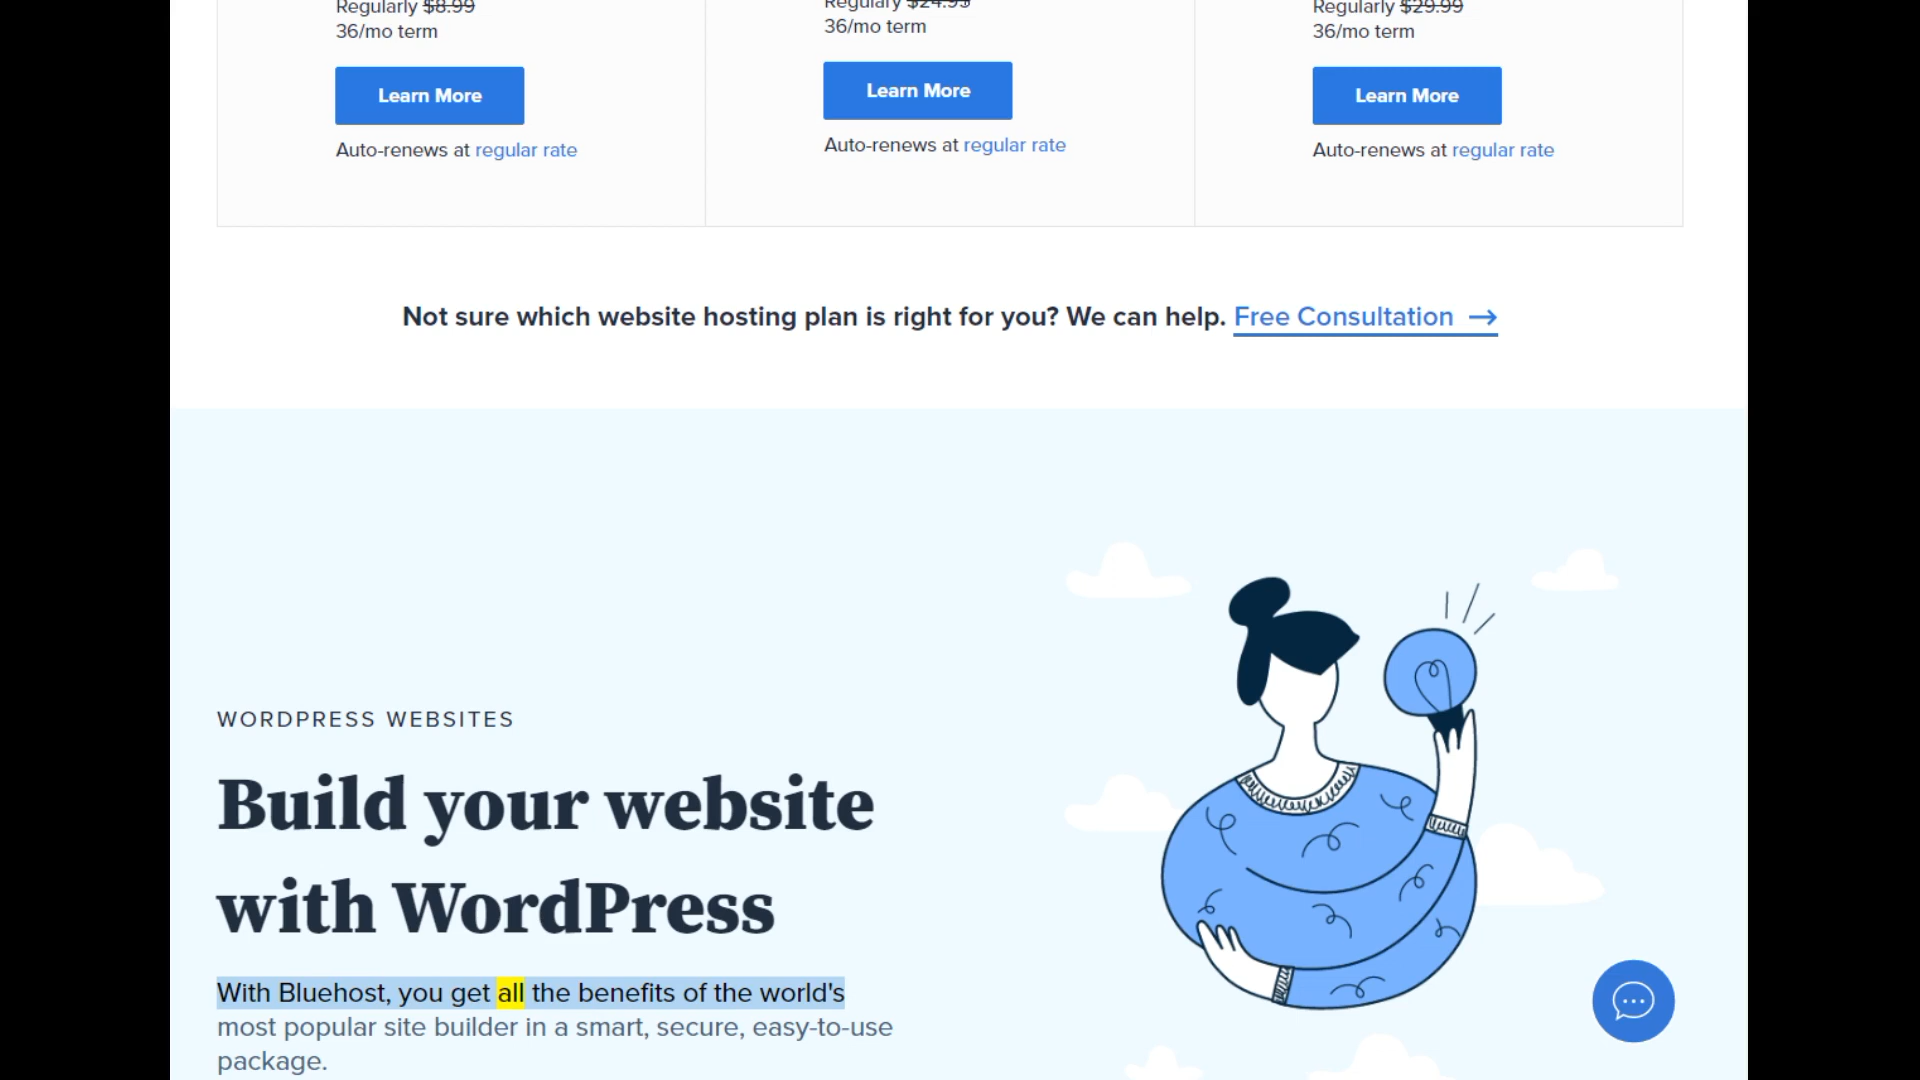 Regularly $8.99
36/mo term
Learn More
Auto-renews at regular rate
Regulary $24.95
36/mo term
Learn More
Auto-renews at regular rate
Regularly $29.99
36/mo term
Learn More
Auto-renews at regular rate
Not sure which website hosting plan is right for you? We can help. Free Consultation →
WORDPRESS WEBSITES
Build your website
with WordPress
With Bluehost, you get all the benefits of the world's
most popular site builder in a smart, secure, easy-to-use
package.